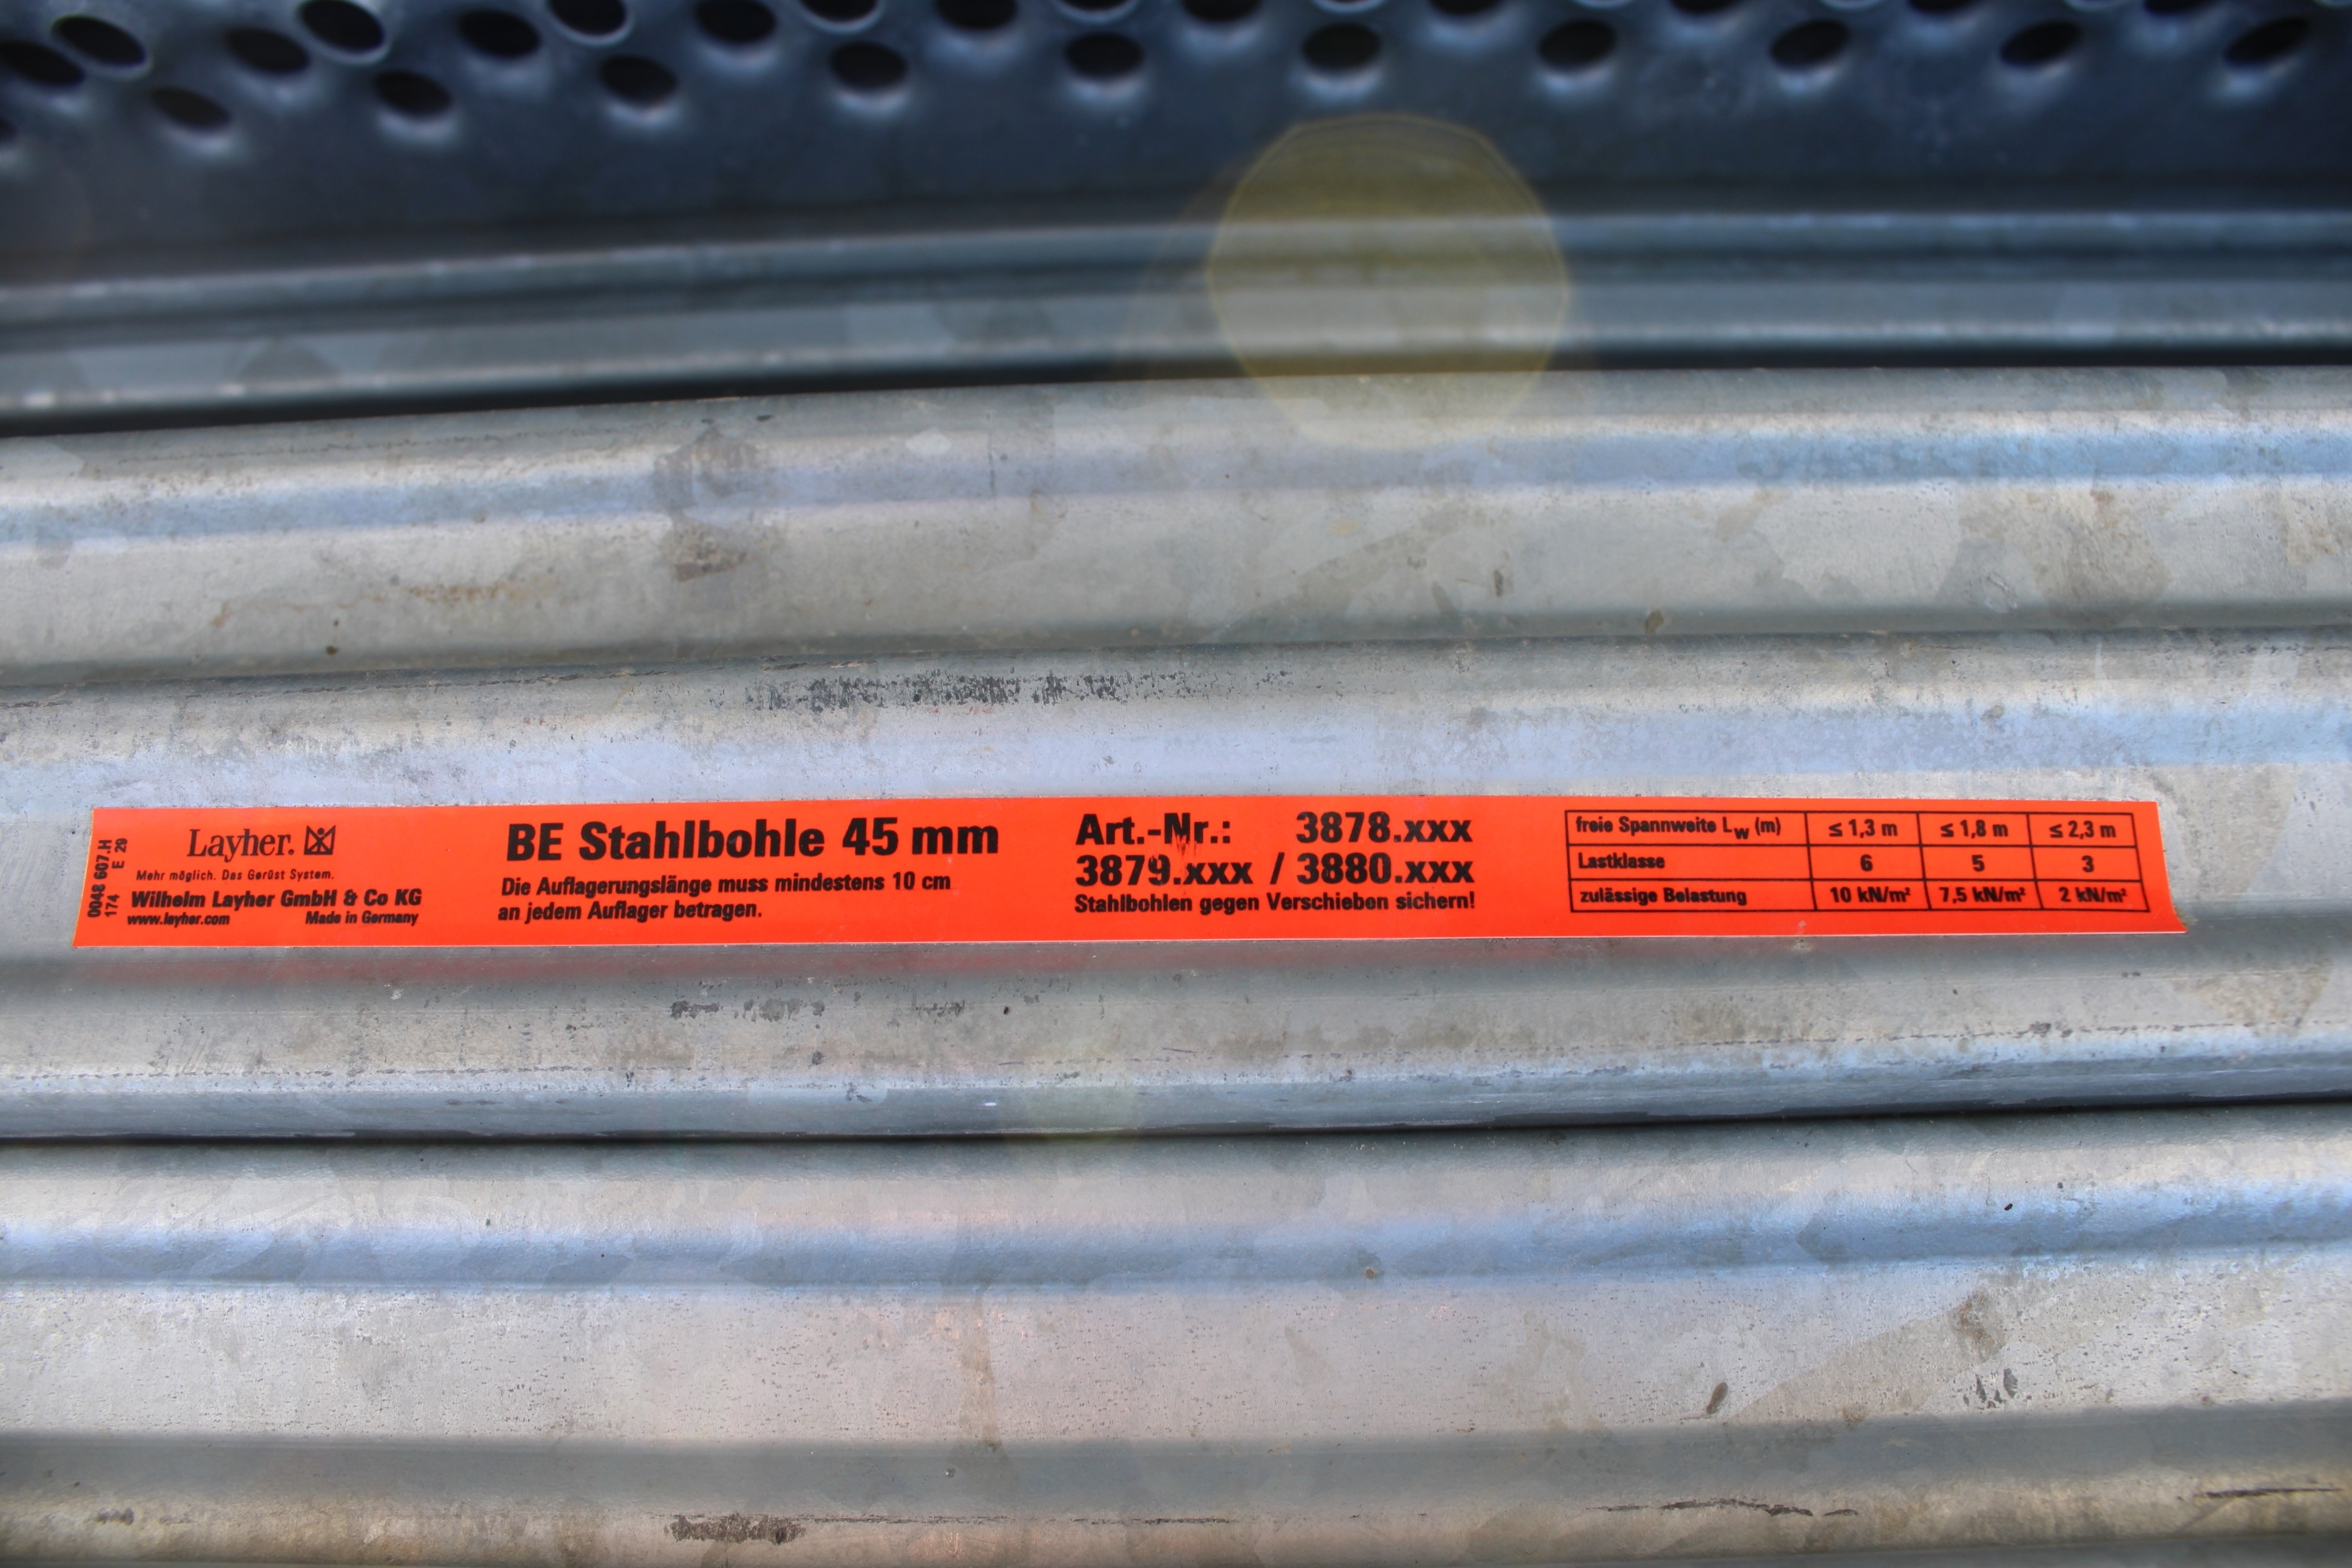 0048 607.H
174 E 29
Layher.
Mehr möglich. Das Gerüst System.
Wilhelm Layher GmbH & Co KG
www.layher.com Made in Germany
BE Stahlbohle 45 mm
Die Auflagerungslänge muss mindestens 10 cm
an jedem Auflager betragen.
Art.-Nr.: 3878.xxx
3879.xxx / 3880.xxx
Stahlbohlen gegen Verschieben sichern!
freie Spannweite Lw (m) ≤ 1,3 m ≤ 1,8 m ≤ 2,3 m
Lastklasse 6 5 3
zulässige Belastung 10 kN/m² 7,5 kN/m² 2 kN/m²